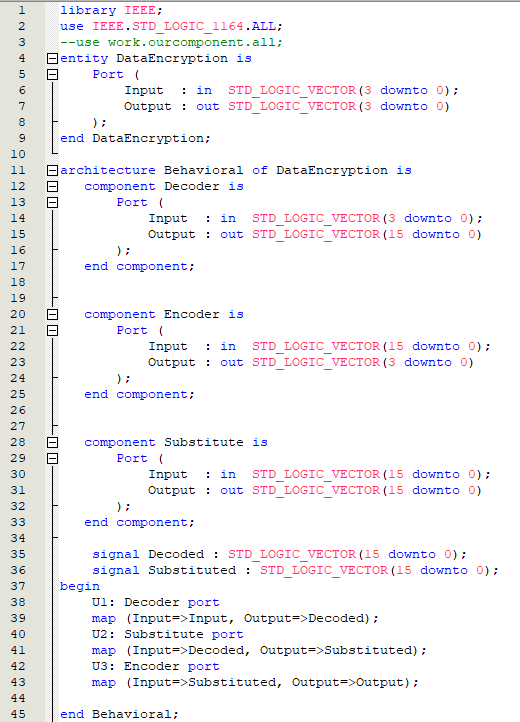 1 library IEEE;
2 use IEEE.STD_LOGIC_1164.ALL;
3 --use work.ourcomponent.all;
4 entity DataEncryption is
5     Port (
6         Input  : in  STD_LOGIC_VECTOR(3 downto 0);
7         Output : out STD_LOGIC_VECTOR(3 downto 0)
8     );
9 end DataEncryption;
10
11 architecture Behavioral of DataEncryption is
12    component Decoder is
13        Port (
14            Input  : in  STD_LOGIC_VECTOR(3 downto 0);
15            Output : out STD_LOGIC_VECTOR(15 downto 0)
16        );
17    end component;
18
19
20    component Encoder is
21        Port (
22            Input  : in  STD_LOGIC_VECTOR(15 downto 0);
23            Output : out STD_LOGIC_VECTOR(3 downto 0)
24        );
25    end component;
26
27
28    component Substitute is
29        Port (
30            Input  : in  STD_LOGIC_VECTOR(15 downto 0);
31            Output : out STD_LOGIC_VECTOR(15 downto 0)
32        );
33    end component;
34
35     signal Decoded : STD_LOGIC_VECTOR(15 downto 0);
36     signal Substituted : STD_LOGIC_VECTOR(15 downto 0);
37 begin
38     U1: Decoder port
39     map (Input=>Input, Output=>Decoded);
40     U2: Substitute port
41     map (Input=>Decoded, Output=>Substituted);
42     U3: Encoder port
43     map (Input=>Substituted, Output=>Output);
44
45 end Behavioral;